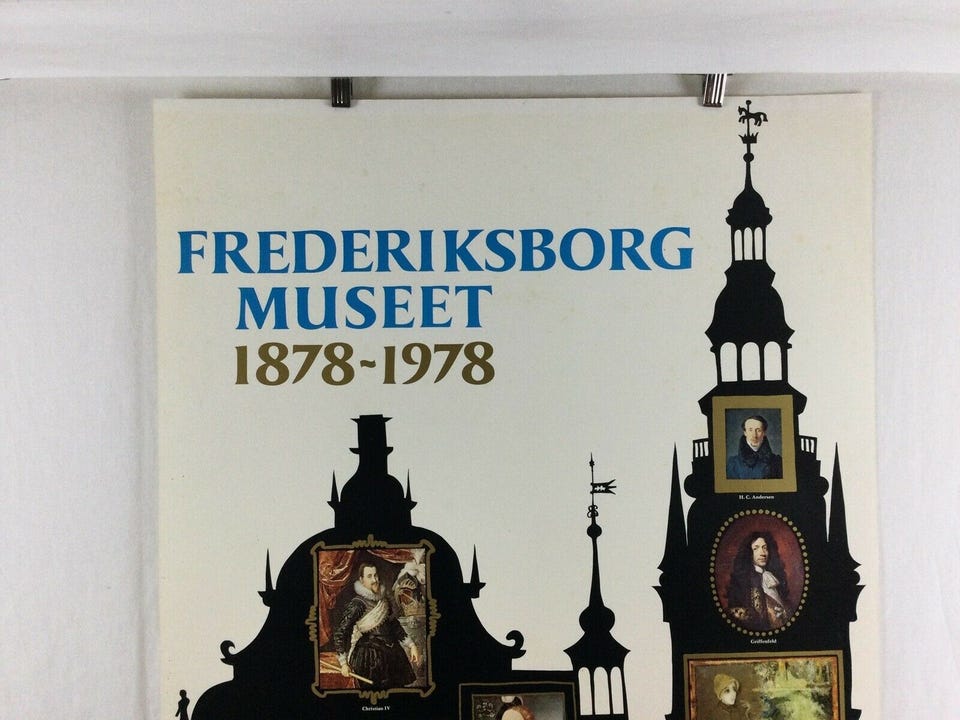 FREDERIKSBORG
MUSEET
1878-1978
H. C. Andersen
Griffenfeld
Christian IV